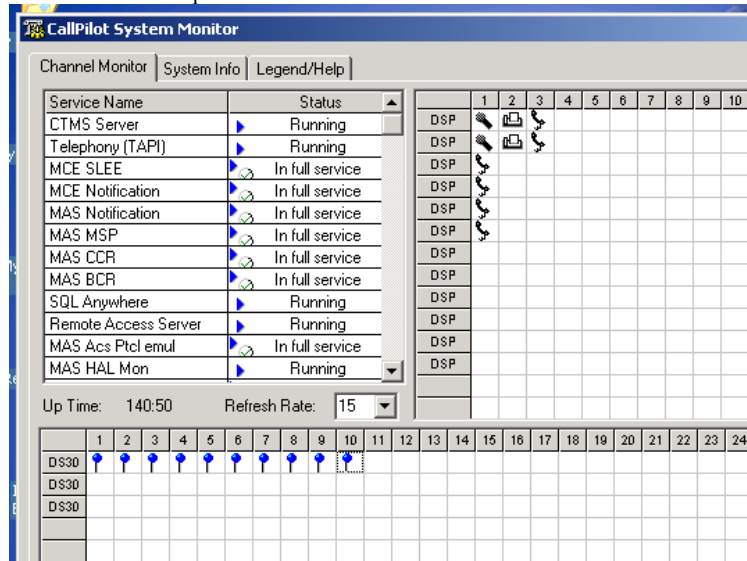 CallPilot System Monitor
Channel Monitor System Info Legend/Help
Service Name Status
CTMS Server Running
Telephony (TAPI) Running
MCE SLEE In full service
MCE Notification In full service
MAS Notification In full service
MAS MSP In full service
MAS CCR In full service
MAS BCR In full service
SQL Anywhere Running
Remote Access Server Running
MAS Acs Ptcl emul In full service
MAS HAL Mon Running
1 2 3 4 5 6 7 8 9 10
DSP
DSP
DSP
DSP
DSP
DSP
DSP
DSP
DSP
DSP
DSP
DSP
Up Time: 140:50 Refresh Rate: 15
1 2 3 4 5 6 7 8 9 10 11 12 13 14 15 16 17 18 19 20 21 22 23 24
DS30
DS30
DS30